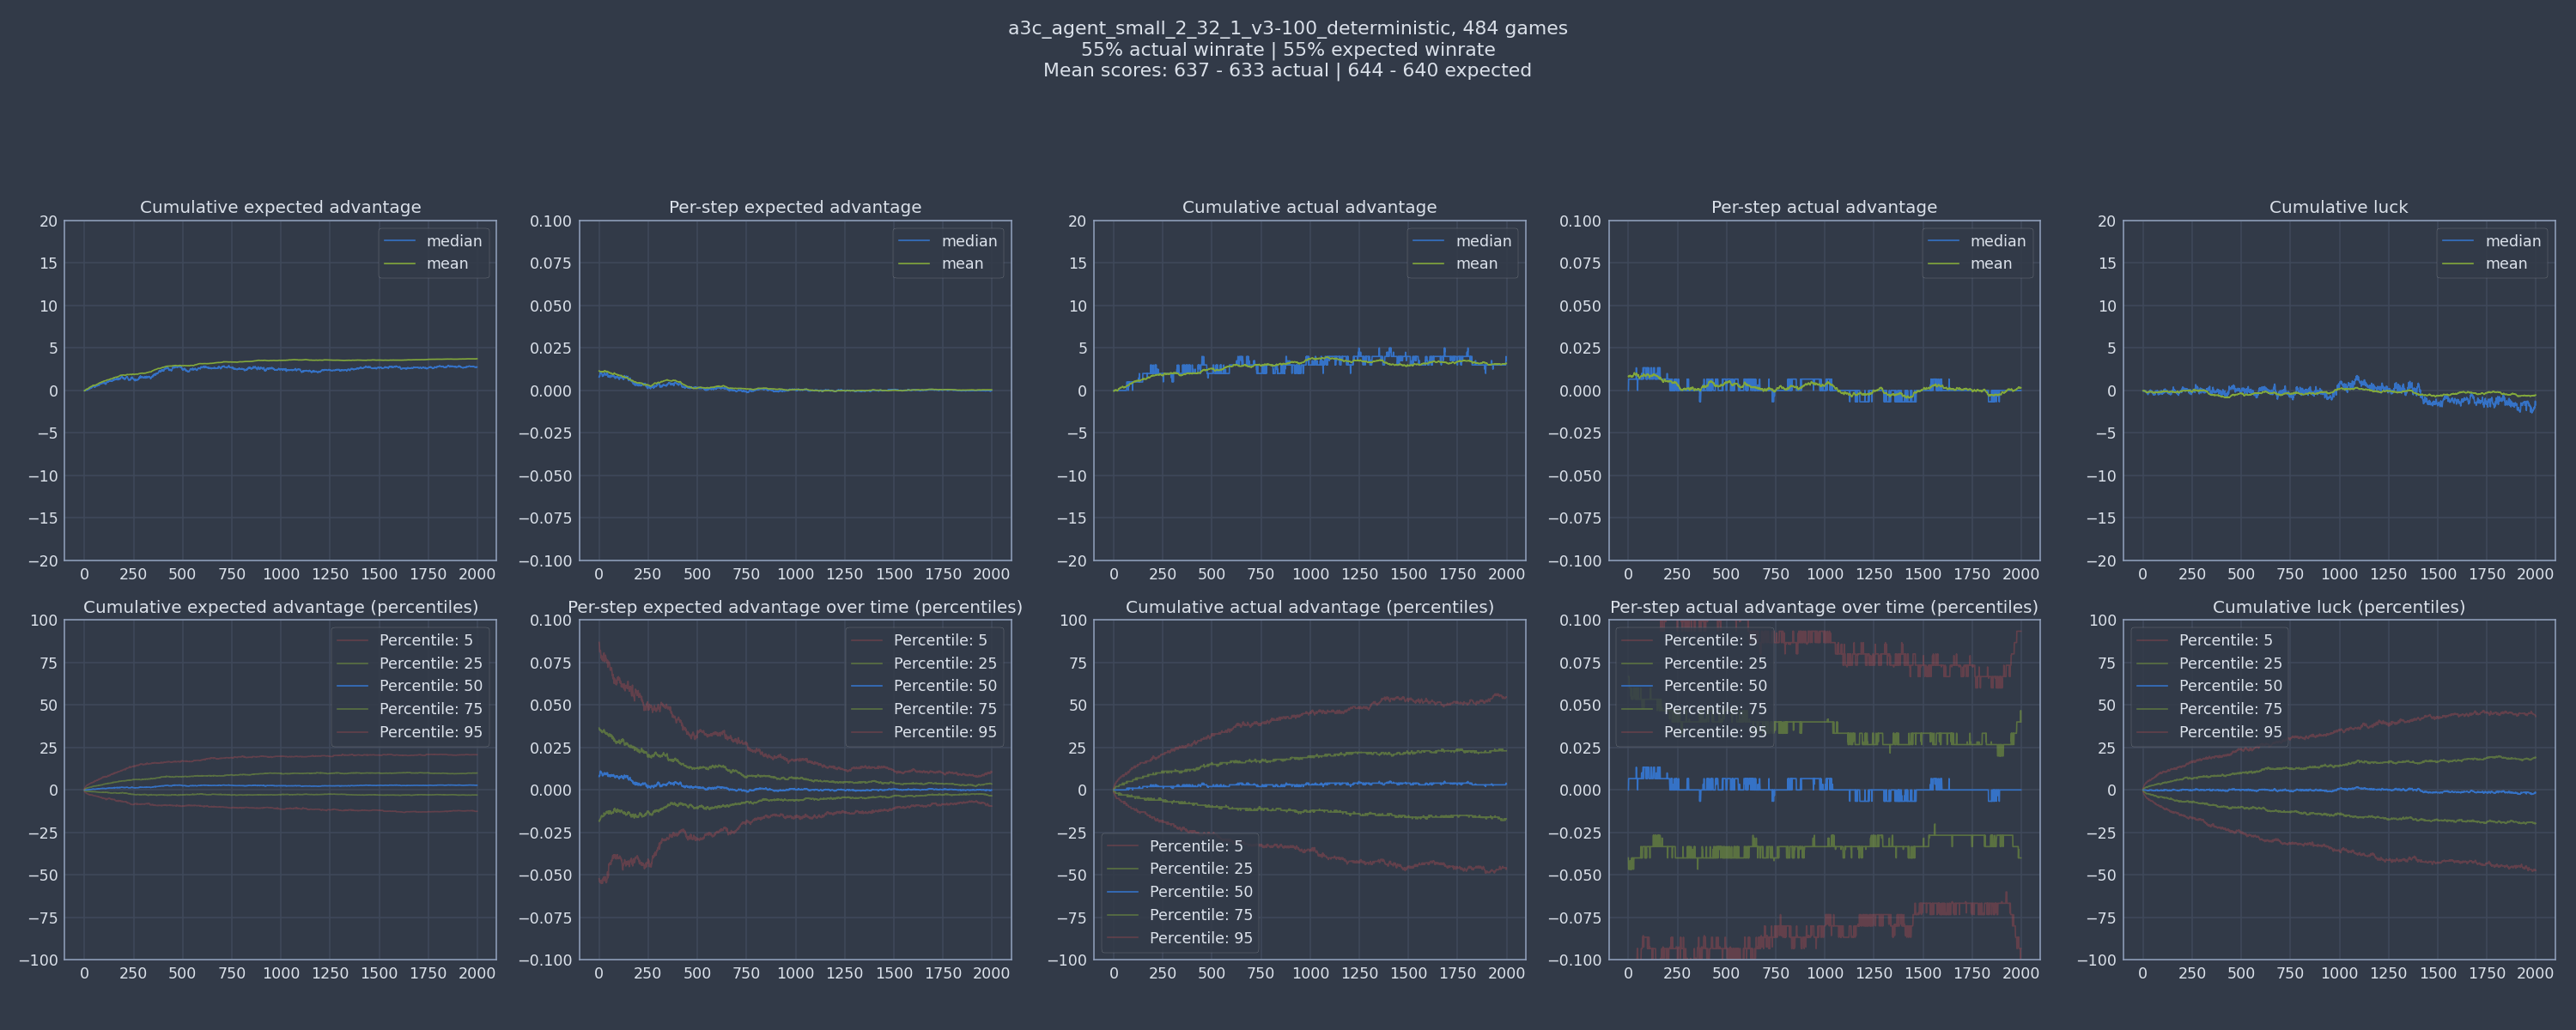 a3c_agent_small_2_32_1_v3-100_deterministic, 484 games
55% actual winrate | 55% expected winrate
Mean scores: 637 - 633 actual | 644 - 640 expected
Cumulative expected advantage
20
15
10
5
0
−5
−10
−15
−20
median
mean
0 250 500 750 1000 1250 1500 1750 2000
Per-step expected advantage
0.100
0.075
0.050
0.025
0.000
−0.025
−0.050
−0.075
−0.100
median
mean
0 250 500 750 1000 1250 1500 1750 2000
Cumulative actual advantage
20
15
10
5
0
−5
−10
−15
−20
median
mean
0 250 500 750 1000 1250 1500 1750 2000
Per-step actual advantage
0.100
0.075
0.050
0.025
0.000
−0.025
−0.050
−0.075
−0.100
median
mean
0 250 500 750 1000 1250 1500 1750 2000
Cumulative luck
20
15
10
5
0
−5
−10
−15
−20
median
mean
0 250 500 750 1000 1250 1500 1750 2000
Cumulative expected advantage (percentiles)
100
75
50
25
0
−25
−50
−75
−100
Percentile: 5
Percentile: 25
Percentile: 50
Percentile: 75
Percentile: 95
0 250 500 750 1000 1250 1500 1750 2000
Per-step expected advantage over time (percentiles)
0.100
0.075
0.050
0.025
0.000
−0.025
−0.050
−0.075
−0.100
Percentile: 5
Percentile: 25
Percentile: 50
Percentile: 75
Percentile: 95
0 250 500 750 1000 1250 1500 1750 2000
Cumulative actual advantage (percentiles)
100
75
50
25
0
−25
−50
−75
−100
Percentile: 5
Percentile: 25
Percentile: 50
Percentile: 75
Percentile: 95
0 250 500 750 1000 1250 1500 1750 2000
Per-step actual advantage over time (percentiles)
0.100
0.075
0.050
0.025
0.000
−0.025
−0.050
−0.075
−0.100
Percentile: 5
Percentile: 25
Percentile: 50
Percentile: 75
Percentile: 95
0 250 500 750 1000 1250 1500 1750 2000
Cumulative luck (percentiles)
100
75
50
25
0
−25
−50
−75
−100
Percentile: 5
Percentile: 25
Percentile: 50
Percentile: 75
Percentile: 95
0 250 500 750 1000 1250 1500 1750 2000